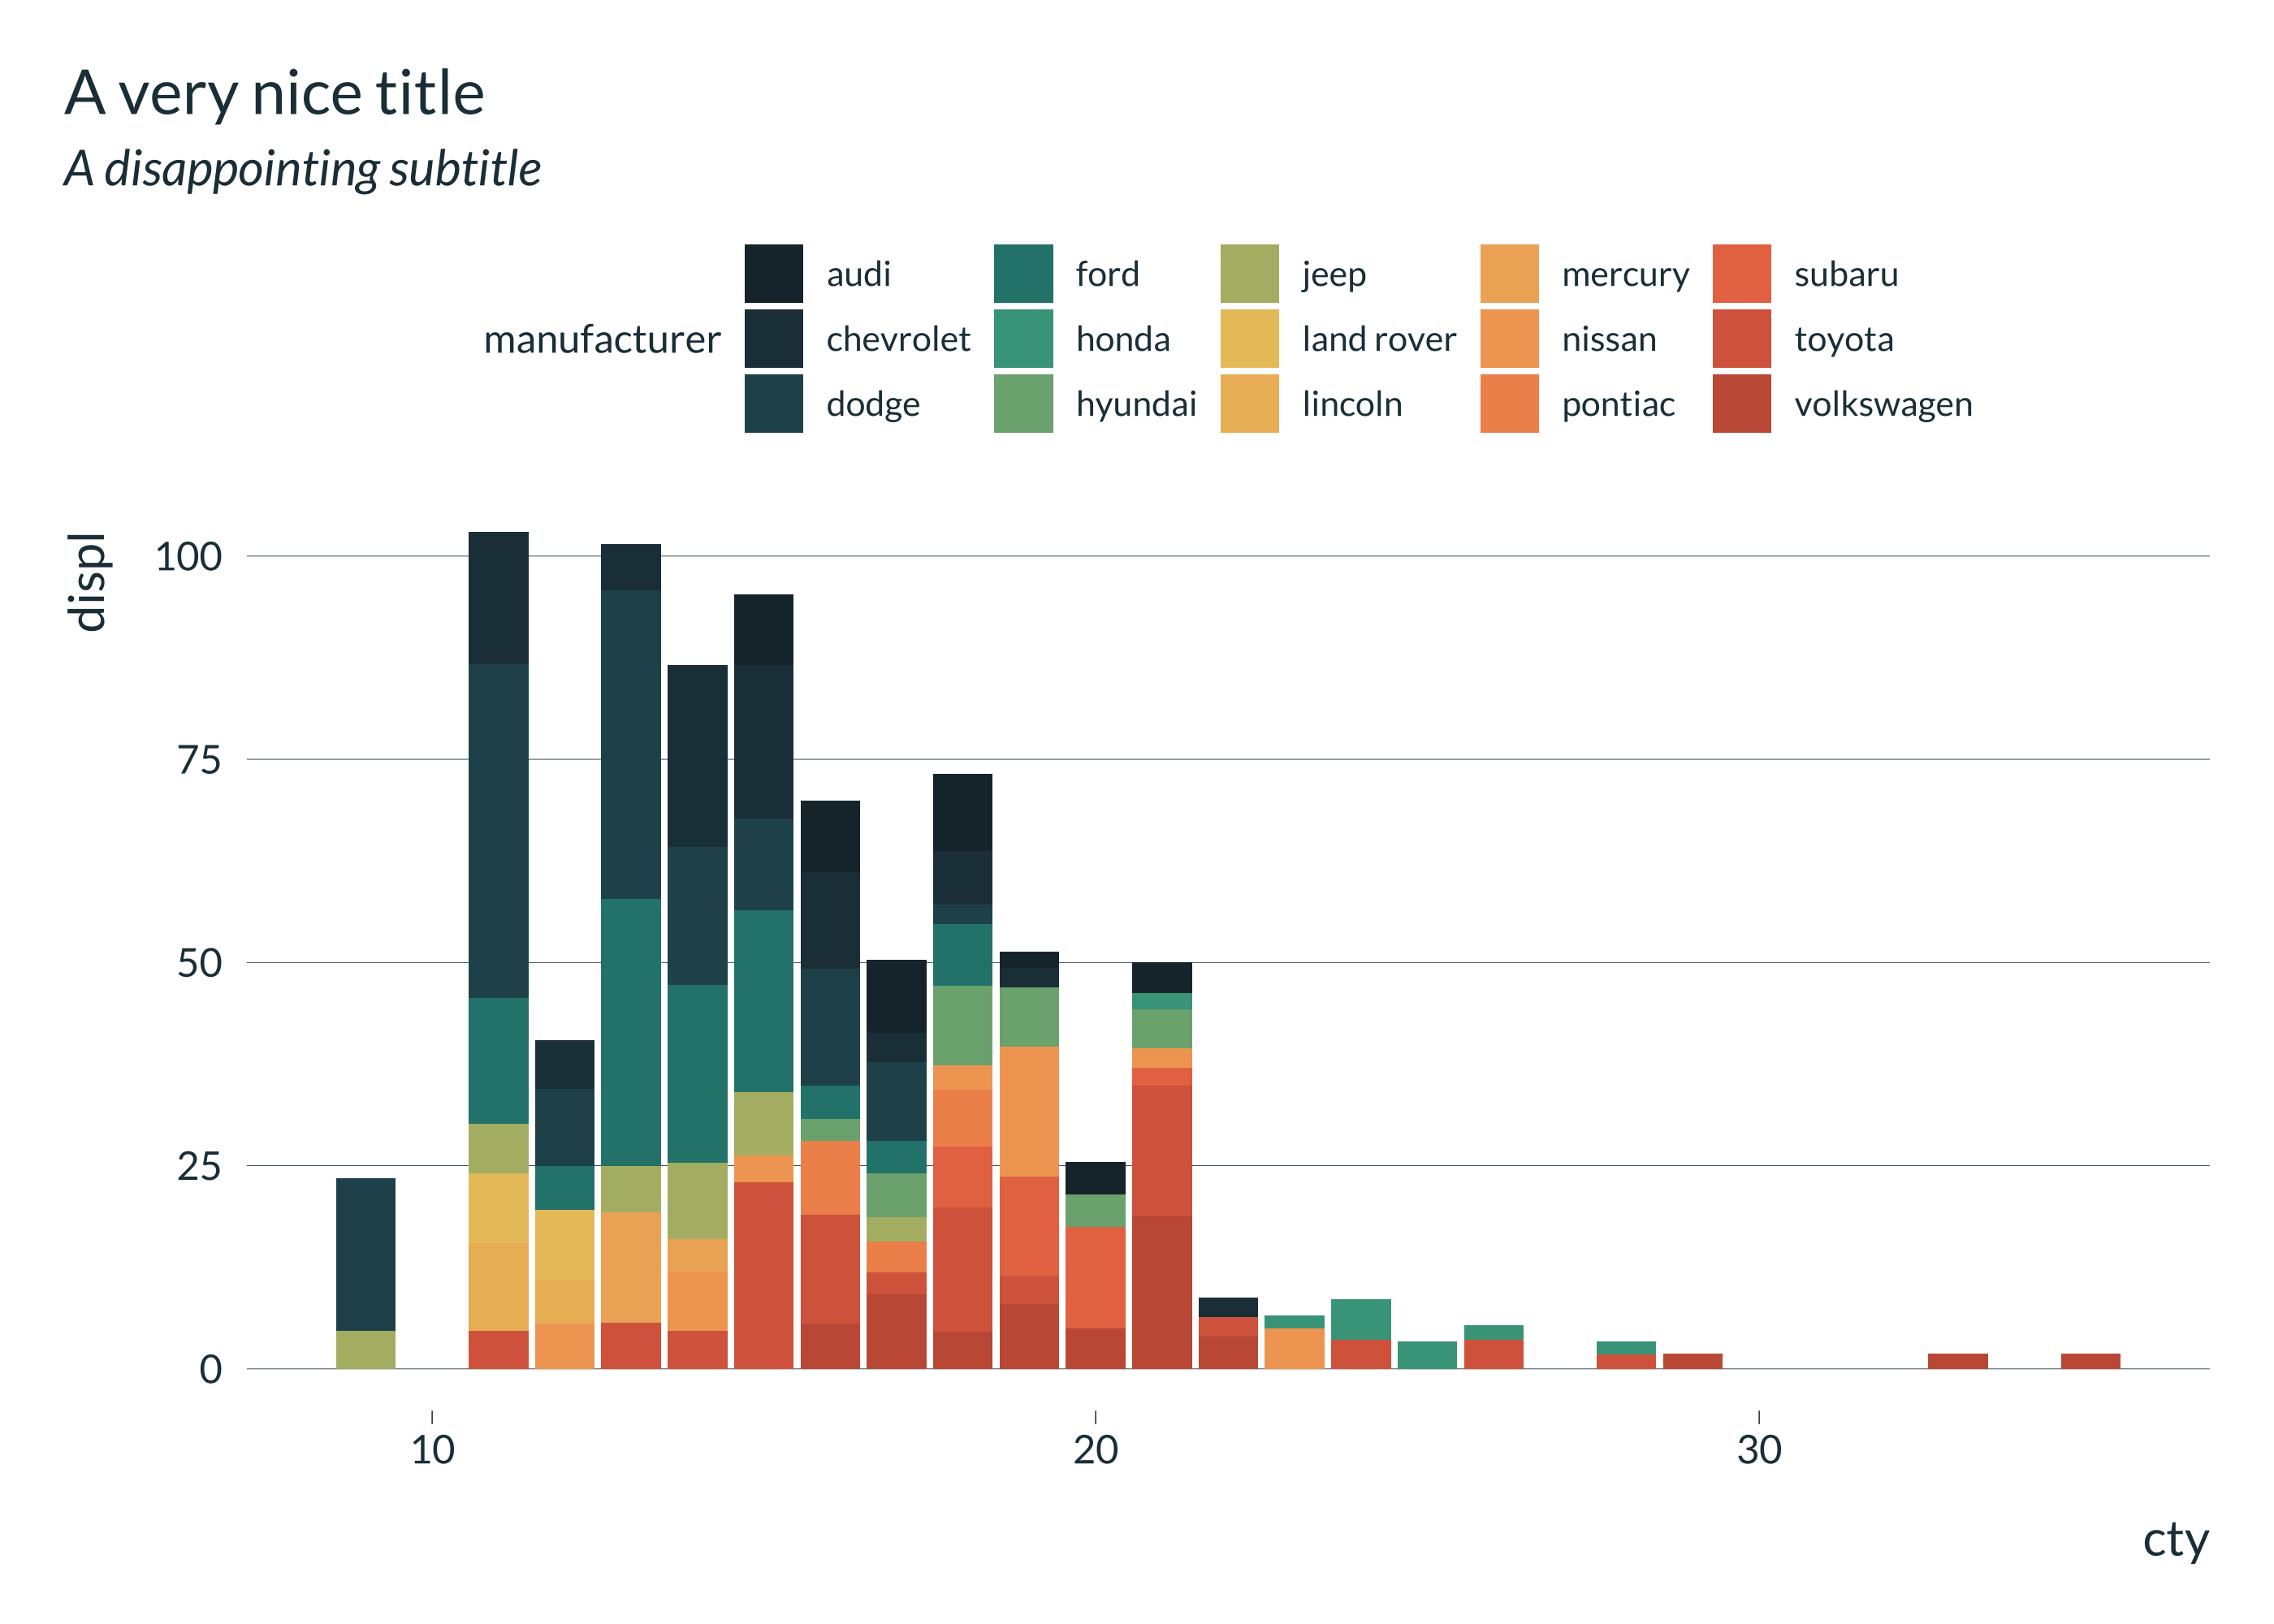 A very nice title
A disappointing subtitle
audi ford jeep mercury subaru
manufacturer chevrolet honda land rover nissan toyota
dodge hyundai lincoln pontiac volkswagen
displ
100
75
50
25
0
10 20 30
cty